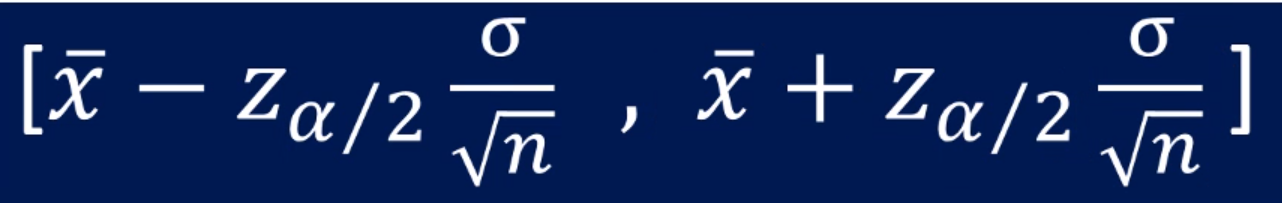 [x̄ − z_{α/2} σ/√n , x̄ + z_{α/2} σ/√n ]